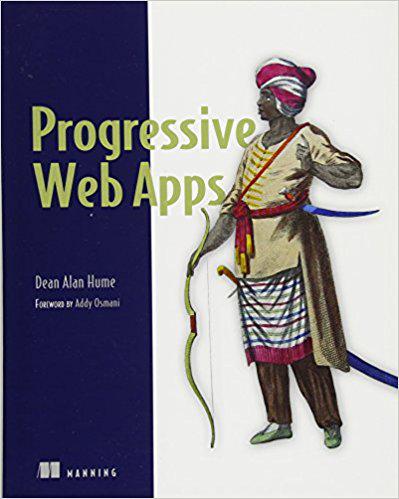 Progressive
Web Apps
Dean Alan Hume
FOREWORD BY Addy Osmani
MANNING